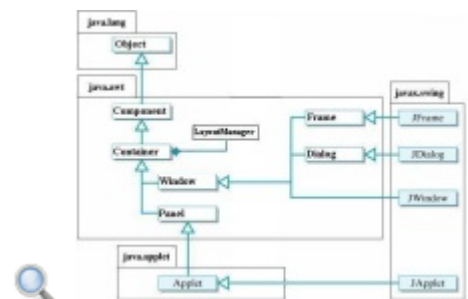 java.lang
Object
java.awt
Component
LayoutManager
Container
Window
Panel
Frame
Dialog
javax.swing
JFrame
JDialog
JWindow
java.applet
Applet
JApplet